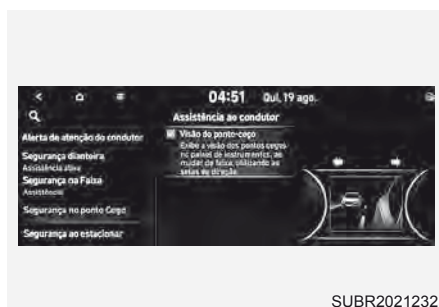 04:51 Qui, 19 ago.
Assistência ao condutor
Alerta de atenção do condutor
Segurança dianteira
Assistência ativa
Segurança na Faixa
Assistência
Segurança no ponto Cego
Segurança ao estacionar
Visão do ponto-cego
Exibe a visão dos pontos cegos
no painel de instrumentos, ao
mudar de faixa, utilizando as
setas de direção.
SUBR2021232